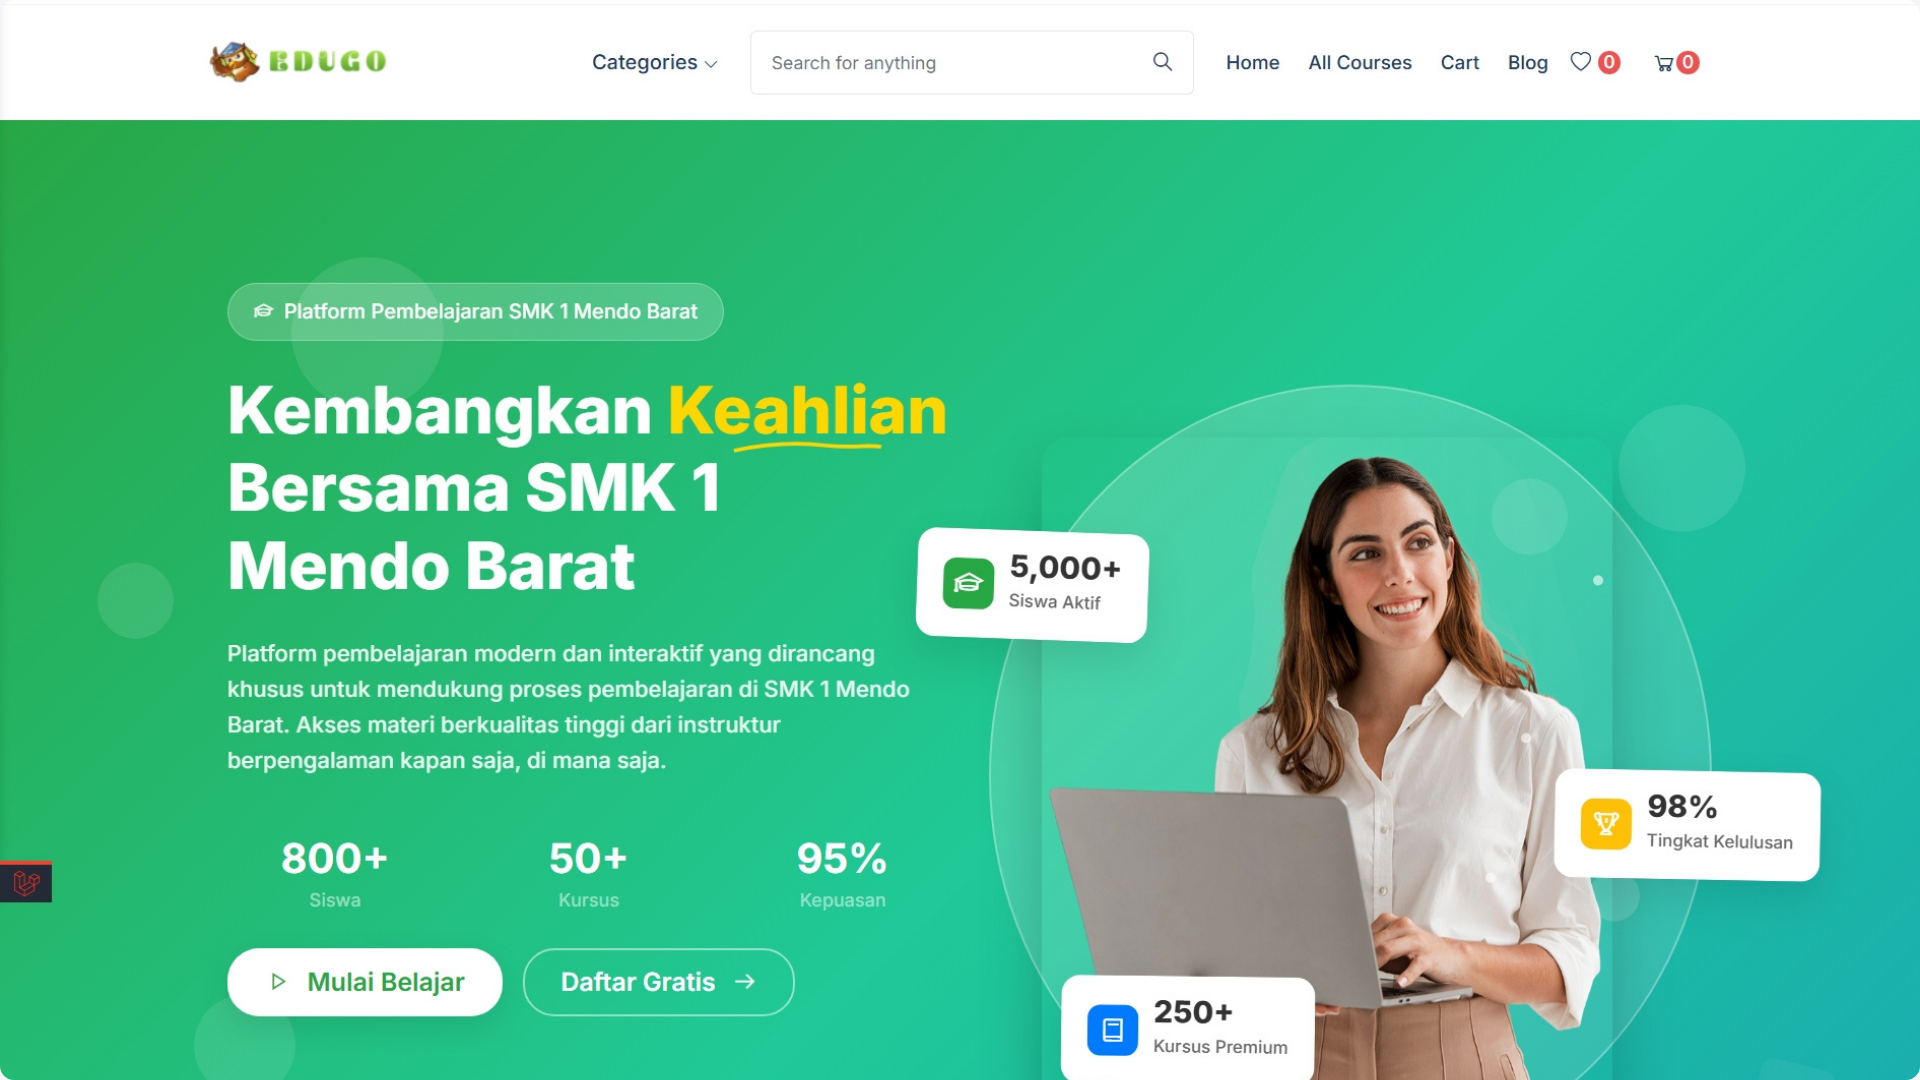 EDUGO
Categories
Search for anything
Home
All Courses
Cart
Blog
0
0
Platform Pembelajaran SMK 1 Mendo Barat
Kembangkan Keahlian
Bersama SMK 1
Mendo Barat
Platform pembelajaran modern dan interaktif yang dirancang
khusus untuk mendukung proses pembelajaran di SMK 1 Mendo
Barat. Akses materi berkualitas tinggi dari instruktur
berpengalaman kapan saja, di mana saja.
800+
Siswa
50+
Kursus
95%
Kepuasan
Mulai Belajar
Daftar Gratis
5,000+
Siswa Aktif
98%
Tingkat Kelulusan
250+
Kursus Premium